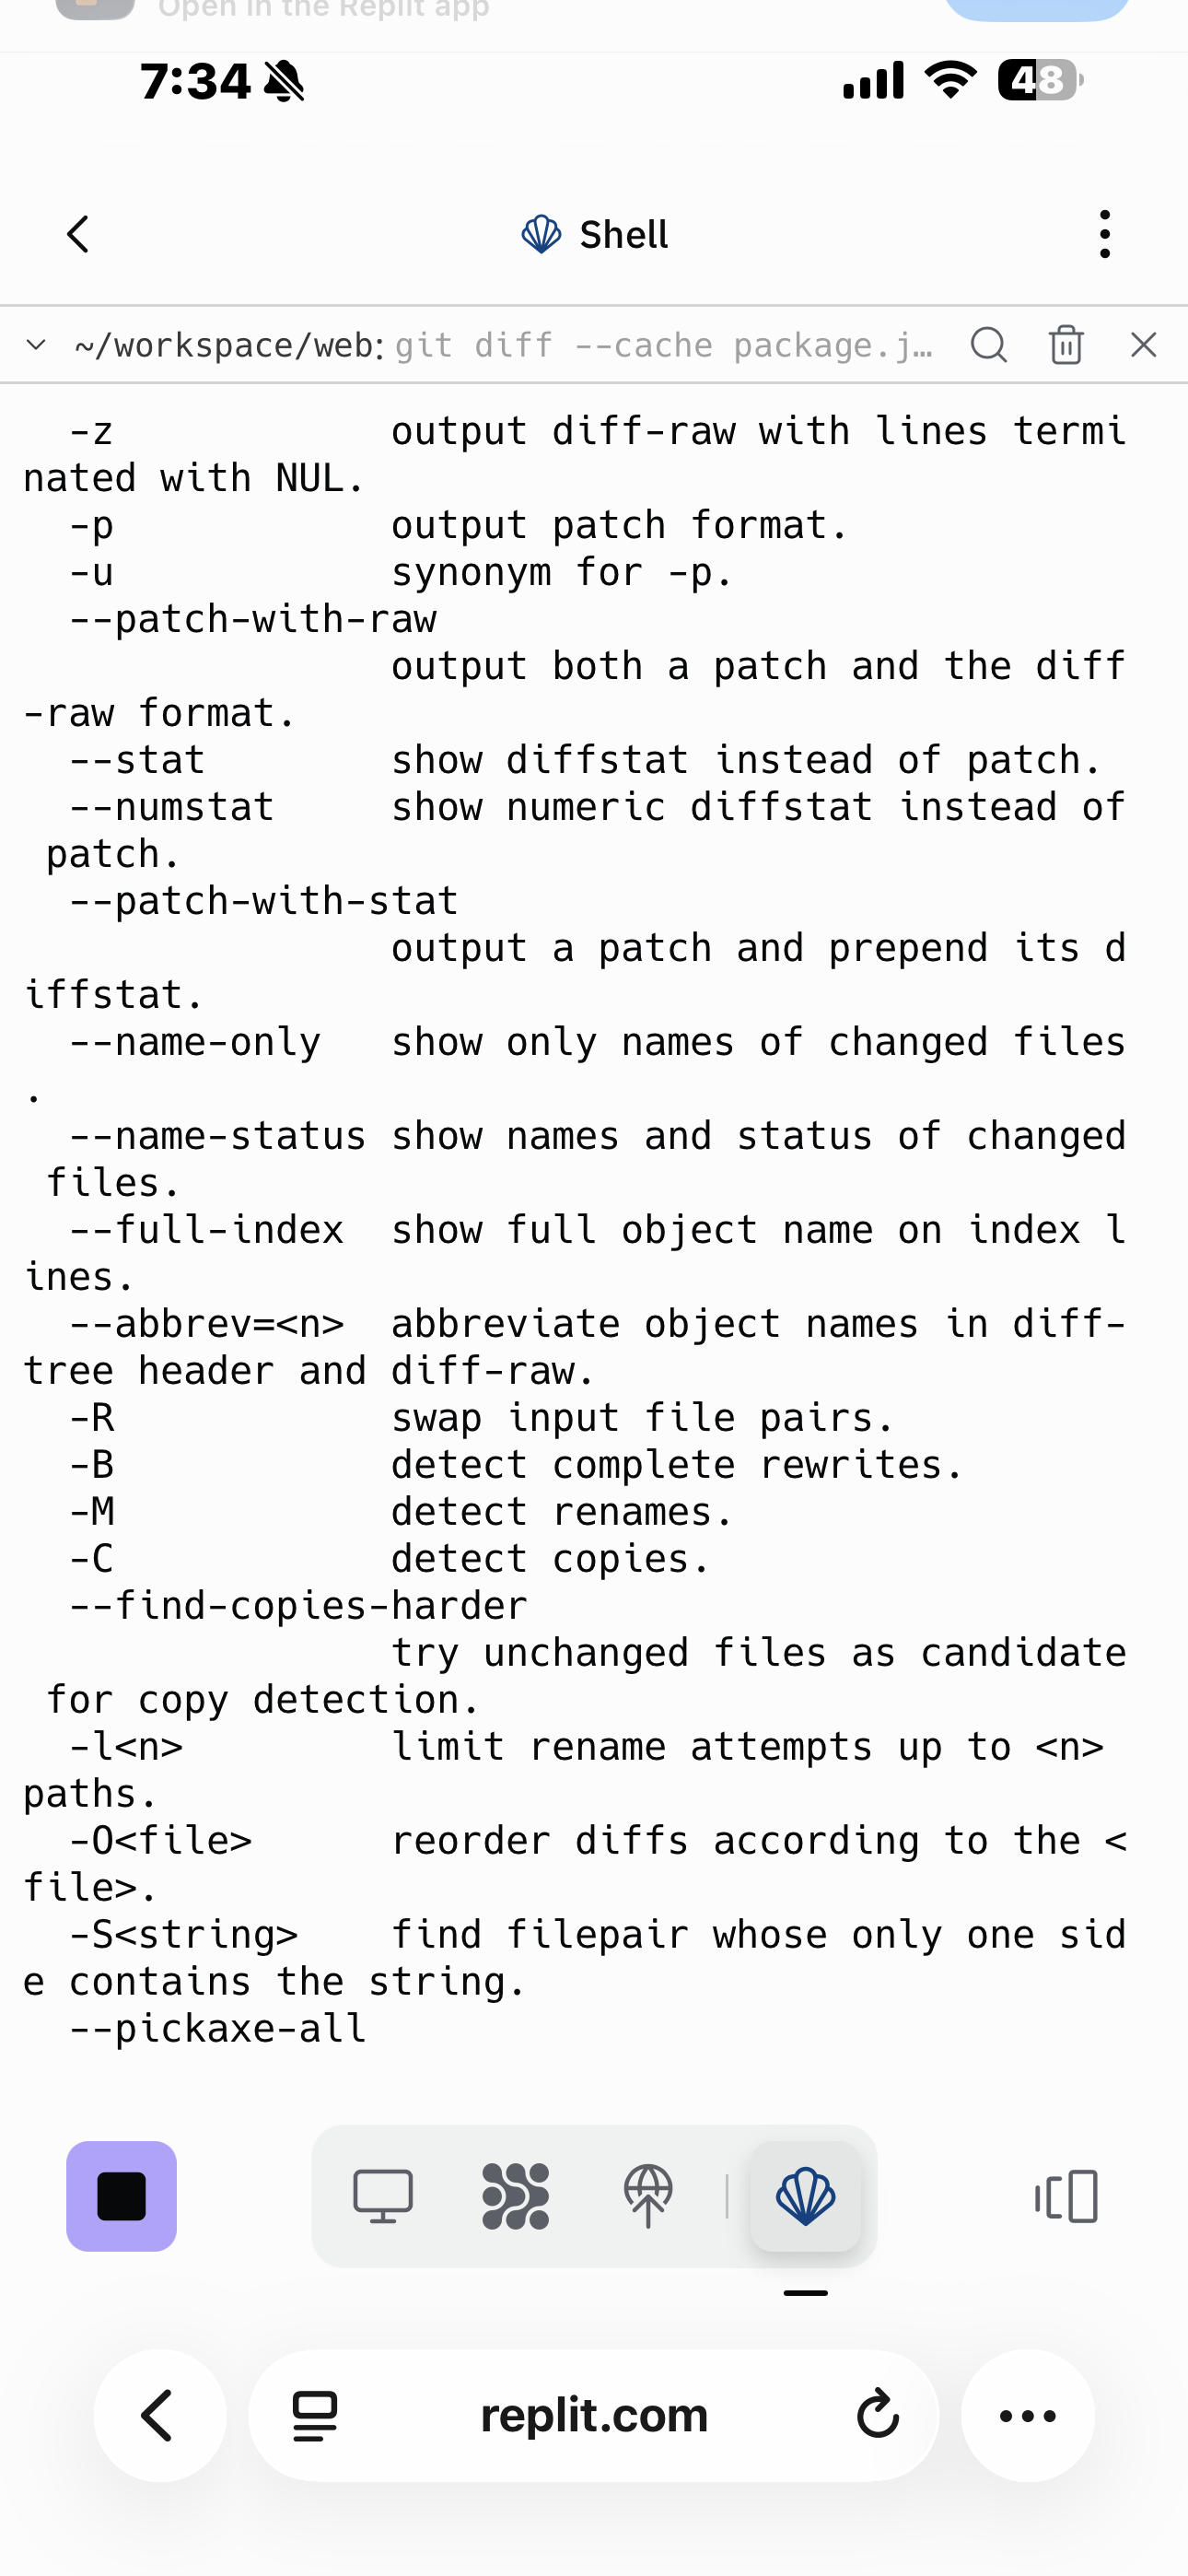 Open in the Replit app
7:34
48
Shell
~/workspace/web: git diff --cache package.j…
  -z            output diff-raw with lines termi
nated with NUL.
  -p            output patch format.
  -u            synonym for -p.
  --patch-with-raw
                output both a patch and the diff
-raw format.
  --stat        show diffstat instead of patch.
  --numstat     show numeric diffstat instead of
 patch.
  --patch-with-stat
                output a patch and prepend its d
iffstat.
  --name-only   show only names of changed files
.
  --name-status show names and status of changed
 files.
  --full-index  show full object name on index l
ines.
  --abbrev=<n>  abbreviate object names in diff-
tree header and diff-raw.
  -R            swap input file pairs.
  -B            detect complete rewrites.
  -M            detect renames.
  -C            detect copies.
  --find-copies-harder
                try unchanged files as candidate
 for copy detection.
  -l<n>         limit rename attempts up to <n>
paths.
  -O<file>      reorder diffs according to the <
file>.
  -S<string>    find filepair whose only one sid
e contains the string.
  --pickaxe-all
replit.com